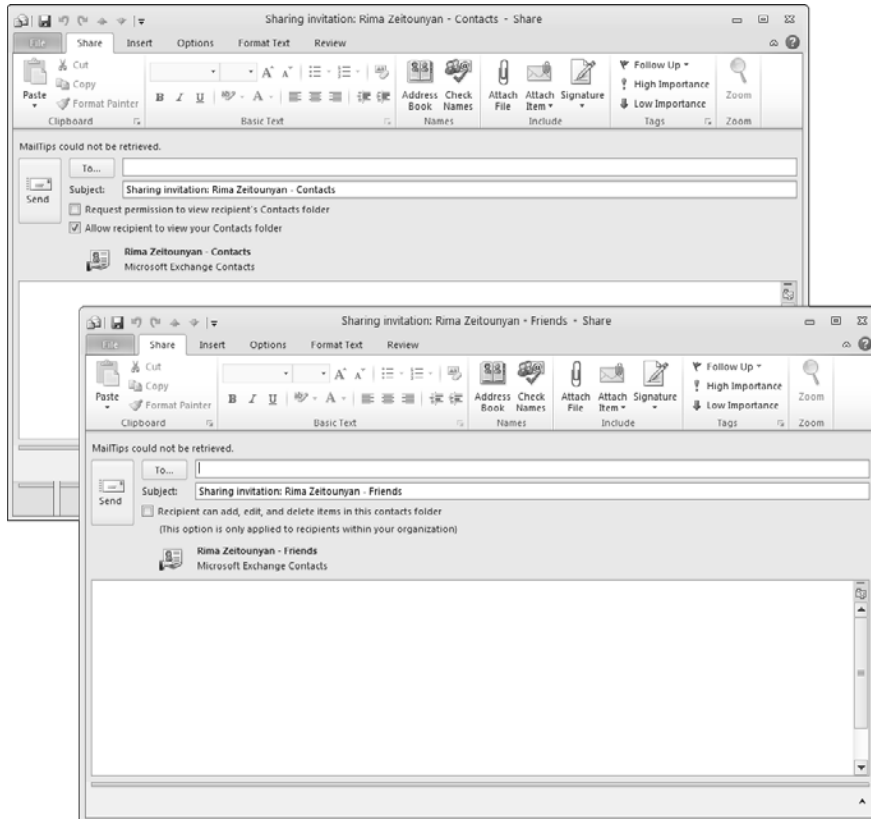 Sharing invitation: Rima Zeitounyan - Contacts - Share
File Share Insert Options Format Text Review
Paste
Cut
Copy
Format Painter
Clipboard
B I U
Basic Text
Address Book
Check Names
Names
Attach File
Attach Item
Signature
Include
Follow Up
High Importance
Low Importance
Tags
Zoom
Zoom
MailTips could not be retrieved.
Send
To...
Subject: Sharing invitation: Rima Zeitounyan - Contacts
Request permission to view recipient's Contacts folder
Allow recipient to view your Contacts folder
Rima Zeitounyan - Contacts
Microsoft Exchange Contacts
Sharing invitation: Rima Zeitounyan - Friends - Share
File Share Insert Options Format Text Review
Paste
Cut
Copy
Format Painter
Clipboard
B I U
Basic Text
Address Book
Check Names
Names
Attach File
Attach Item
Signature
Include
Follow Up
High Importance
Low Importance
Tags
Zoom
Zoom
MailTips could not be retrieved.
Send
To...
Subject: Sharing invitation: Rima Zeitounyan - Friends
Recipient can add, edit, and delete items in this contacts folder
(This option is only applied to recipients within your organization)
Rima Zeitounyan - Friends
Microsoft Exchange Contacts